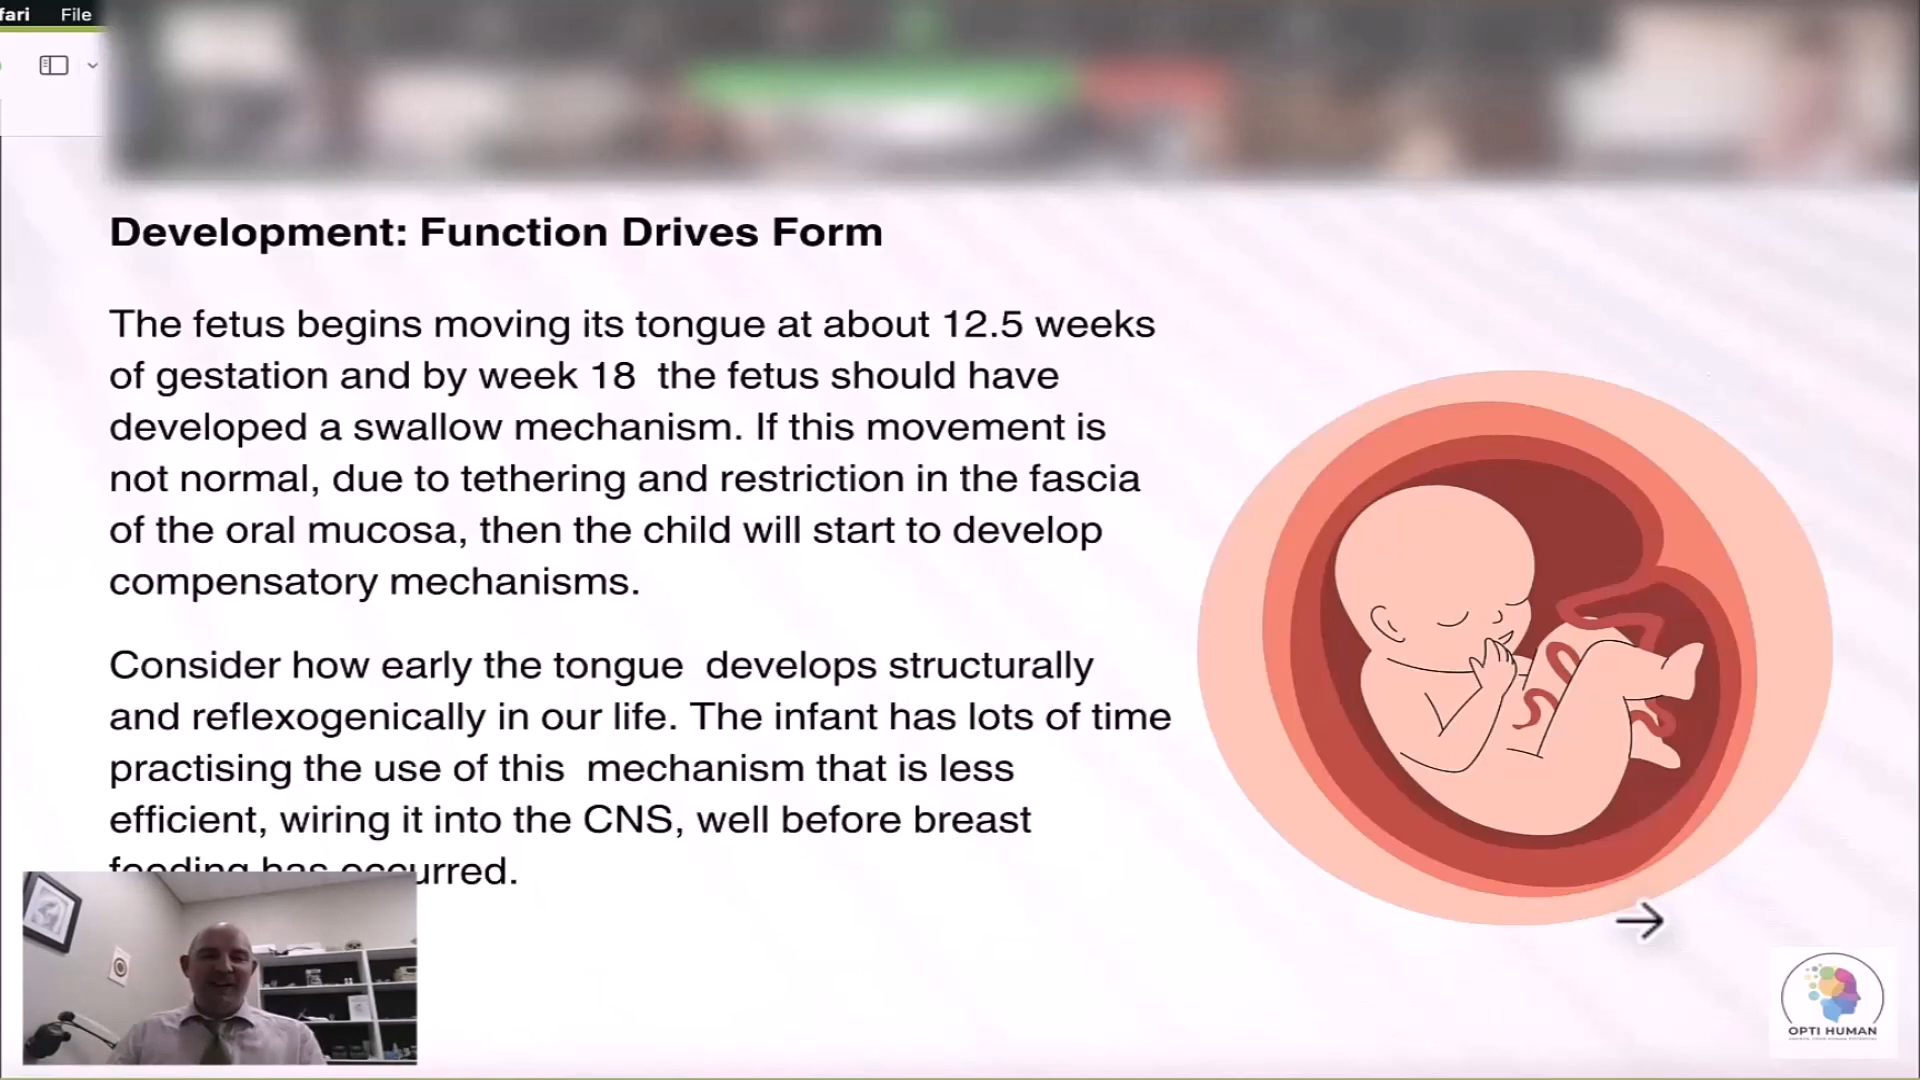 fari File
Development: Function Drives Form
The fetus begins moving its tongue at about 12.5 weeks
of gestation and by week 18 the fetus should have
developed a swallow mechanism. If this movement is
not normal, due to tethering and restriction in the fascia
of the oral mucosa, then the child will start to develop
compensatory mechanisms.
Consider how early the tongue develops structurally
and reflexogenically in our life. The infant has lots of time
practising the use of this mechanism that is less
efficient, wiring it into the CNS, well before breast
feeding has occurred.
OPTI HUMAN